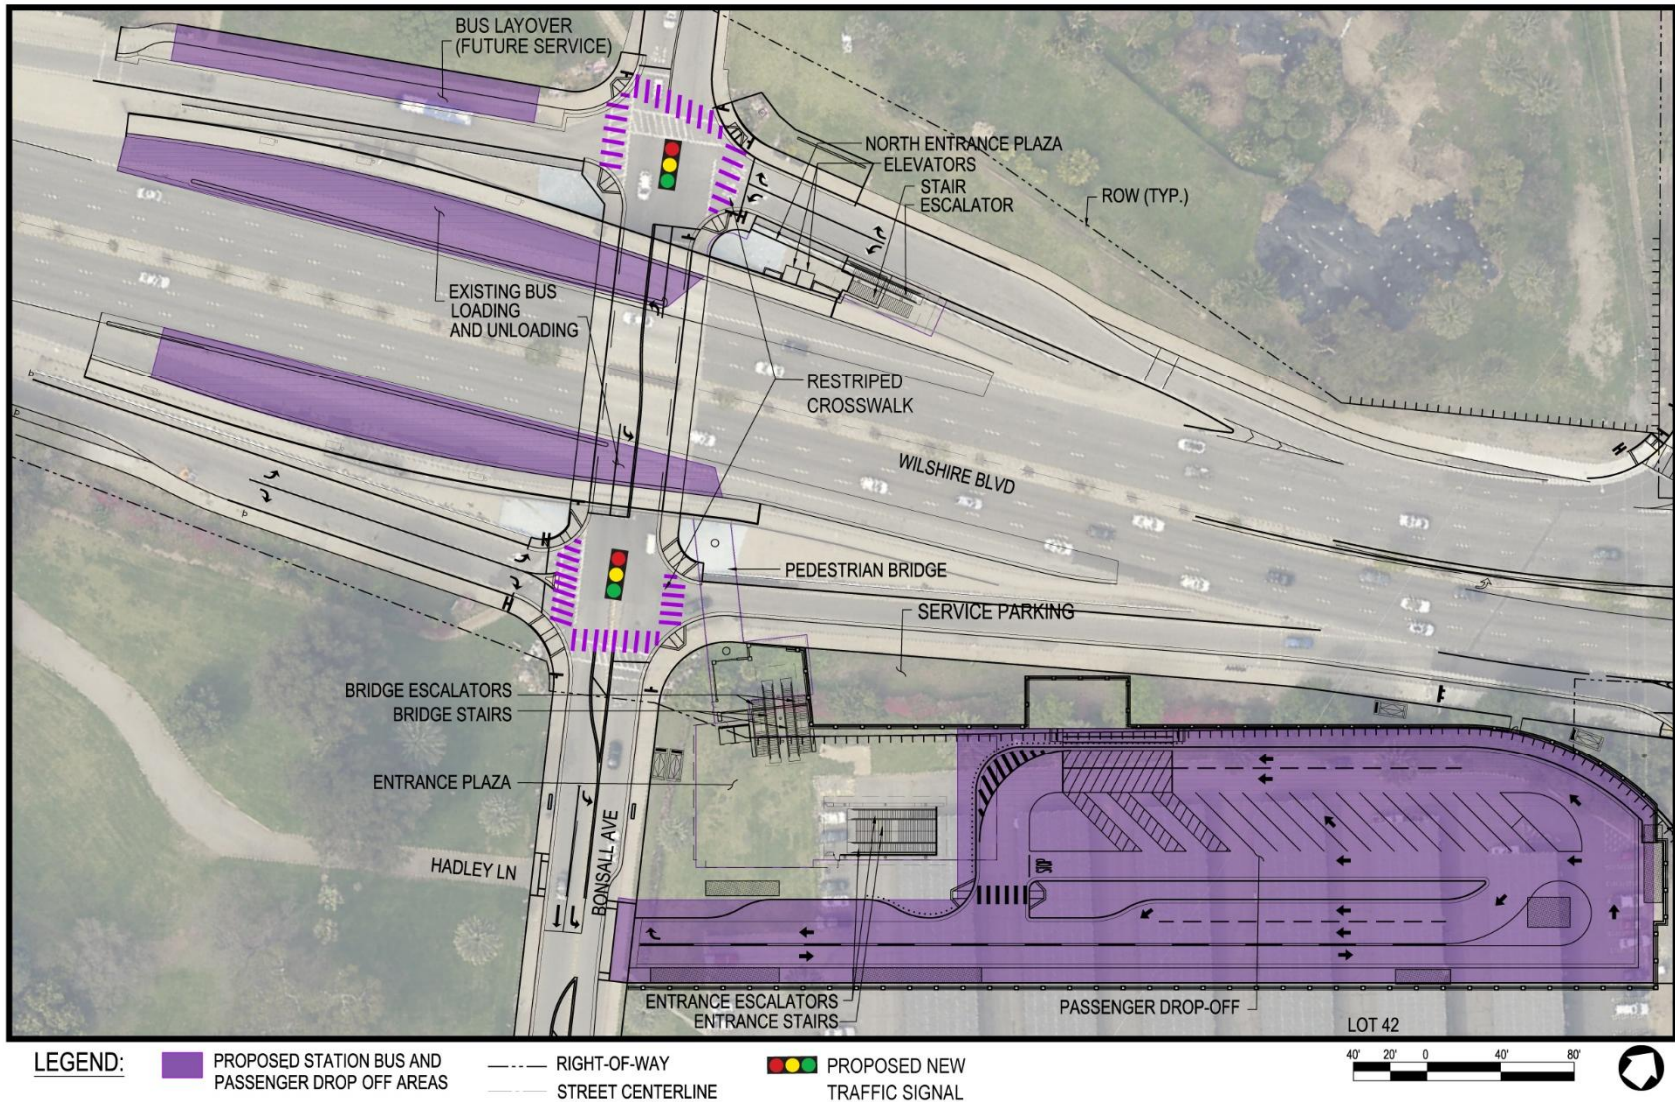 BUS LAYOVER
(FUTURE SERVICE)
NORTH ENTRANCE PLAZA
ELEVATORS
STAIR
ESCALATOR
ROW (TYP.)
EXISTING BUS
LOADING
AND UNLOADING
RESTRIPED
CROSSWALK
WILSHIRE BLVD
PEDESTRIAN BRIDGE
SERVICE PARKING
BRIDGE ESCALATORS
BRIDGE STAIRS
ENTRANCE PLAZA
HADLEY LN
BONSALL AVE
STOP
ENTRANCE ESCALATORS
ENTRANCE STAIRS
PASSENGER DROP-OFF
LOT 42
LEGEND:
PROPOSED STATION BUS AND
PASSENGER DROP OFF AREAS
RIGHT-OF-WAY
STREET CENTERLINE
PROPOSED NEW
TRAFFIC SIGNAL
40' 20' 0 40' 80'